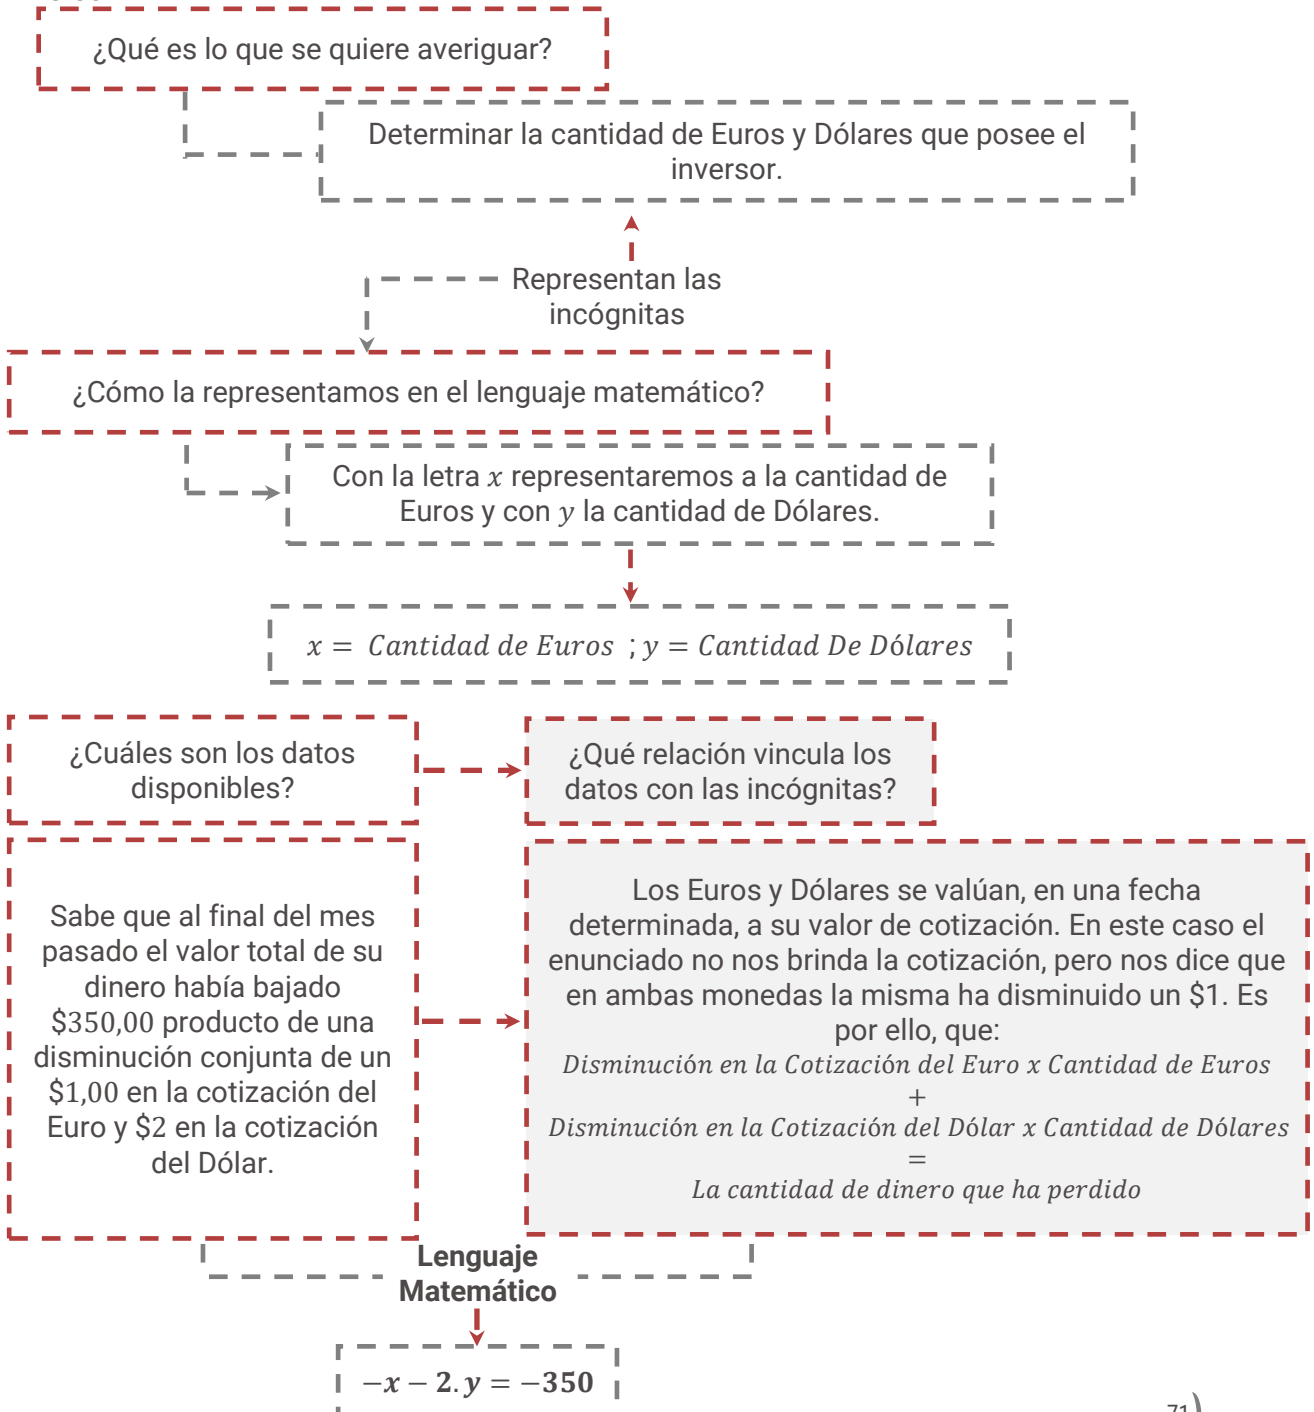 ¿Qué es lo que se quiere averiguar?
Determinar la cantidad de Euros y Dólares que posee el
inversor.
Representan las
incógnitas
¿Cómo la representamos en el lenguaje matemático?
Con la letra x representaremos a la cantidad de
Euros y con y la cantidad de Dólares.
x = Cantidad de Euros ; y = Cantidad De Dólares
¿Cuáles son los datos
disponibles?
¿Qué relación vincula los
datos con las incógnitas?
Sabe que al final del mes
pasado el valor total de su
dinero había bajado
$350,00 producto de una
disminución conjunta de un
$1,00 en la cotización del
Euro y $2 en la cotización
del Dólar.
Los Euros y Dólares se valúan, en una fecha
determinada, a su valor de cotización. En este caso el
enunciado no nos brinda la cotización, pero nos dice que
en ambas monedas la misma ha disminuido un $1. Es
por ello, que:
Disminución en la Cotización del Euro x Cantidad de Euros
+
Disminución en la Cotización del Dólar x Cantidad de Dólares
=
La cantidad de dinero que ha perdido
Lenguaje
Matemático
−x − 2. y = −350
71)